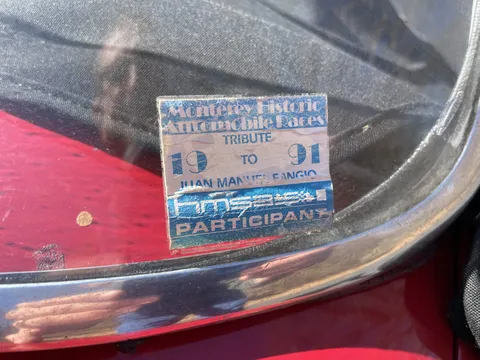 Monterey Historic
Automobile Races
TRIBUTE
19 TO 91
JUAN MANUEL FANGIO
PARTICIPANT